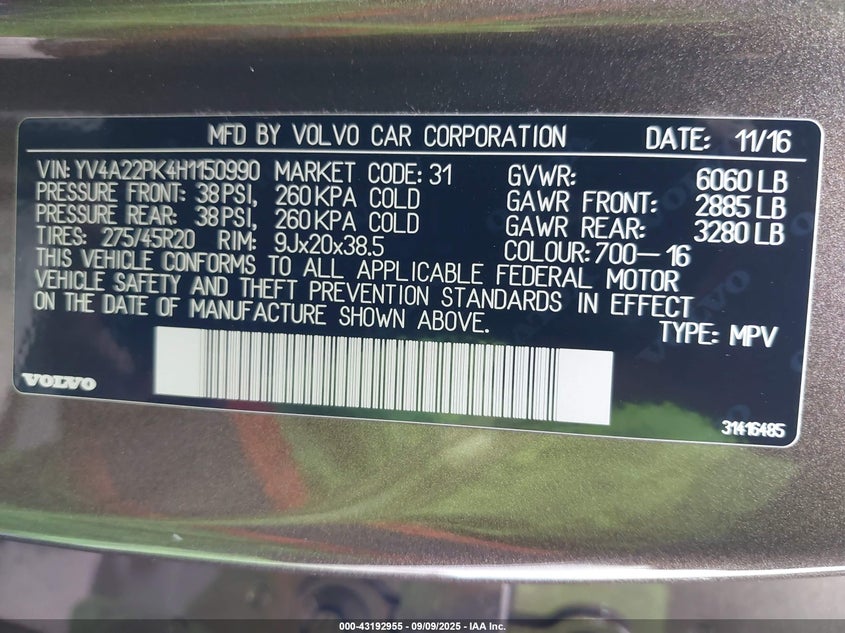 MFD BY VOLVO CAR CORPORATION DATE: 11/16
VIN: YV4A22PK4H1150990 MARKET CODE: 31 GVWR: 6060 LB
PRESSURE FRONT: 38 PSI, 260 KPA COLD GAWR FRONT: 2885 LB
PRESSURE REAR: 38 PSI, 260 KPA COLD GAWR REAR: 3280 LB
TIRES: 275/45R20 RIM: 9Jx20x38.5 COLOUR: 700—16
THIS VEHICLE CONFORMS TO ALL APPLICABLE FEDERAL MOTOR
VEHICLE SAFETY AND THEFT PREVENTION STANDARDS IN EFFECT
ON THE DATE OF MANUFACTURE SHOWN ABOVE.
TYPE: MPV
VOLVO
31416485
000-43192955 - 09/09/2025 - IAA Inc.